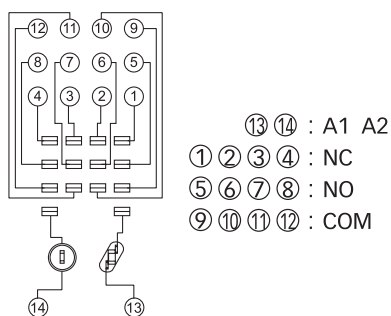 ⑫ ⑪ ⑩ ⑨
⑧ ⑦ ⑥ ⑤
④ ③ ② ①
⑭ ⑬
⑬ ⑭ : A1 A2
① ② ③ ④ : NC
⑤ ⑥ ⑦ ⑧ : NO
⑨ ⑩ ⑪ ⑫ : COM